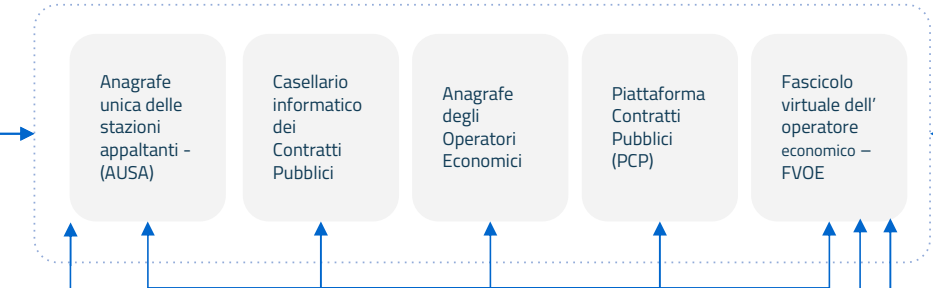 Anagrafe
unica delle
stazioni
appaltanti -
(AUSA)
Casellario
informatico
dei
Contratti
Pubblici
Anagrafe
degli
Operatori
Economici
Piattaforma
Contratti
Pubblici
(PCP)
Fascicolo
virtuale dell’
operatore
economico –
FVOE